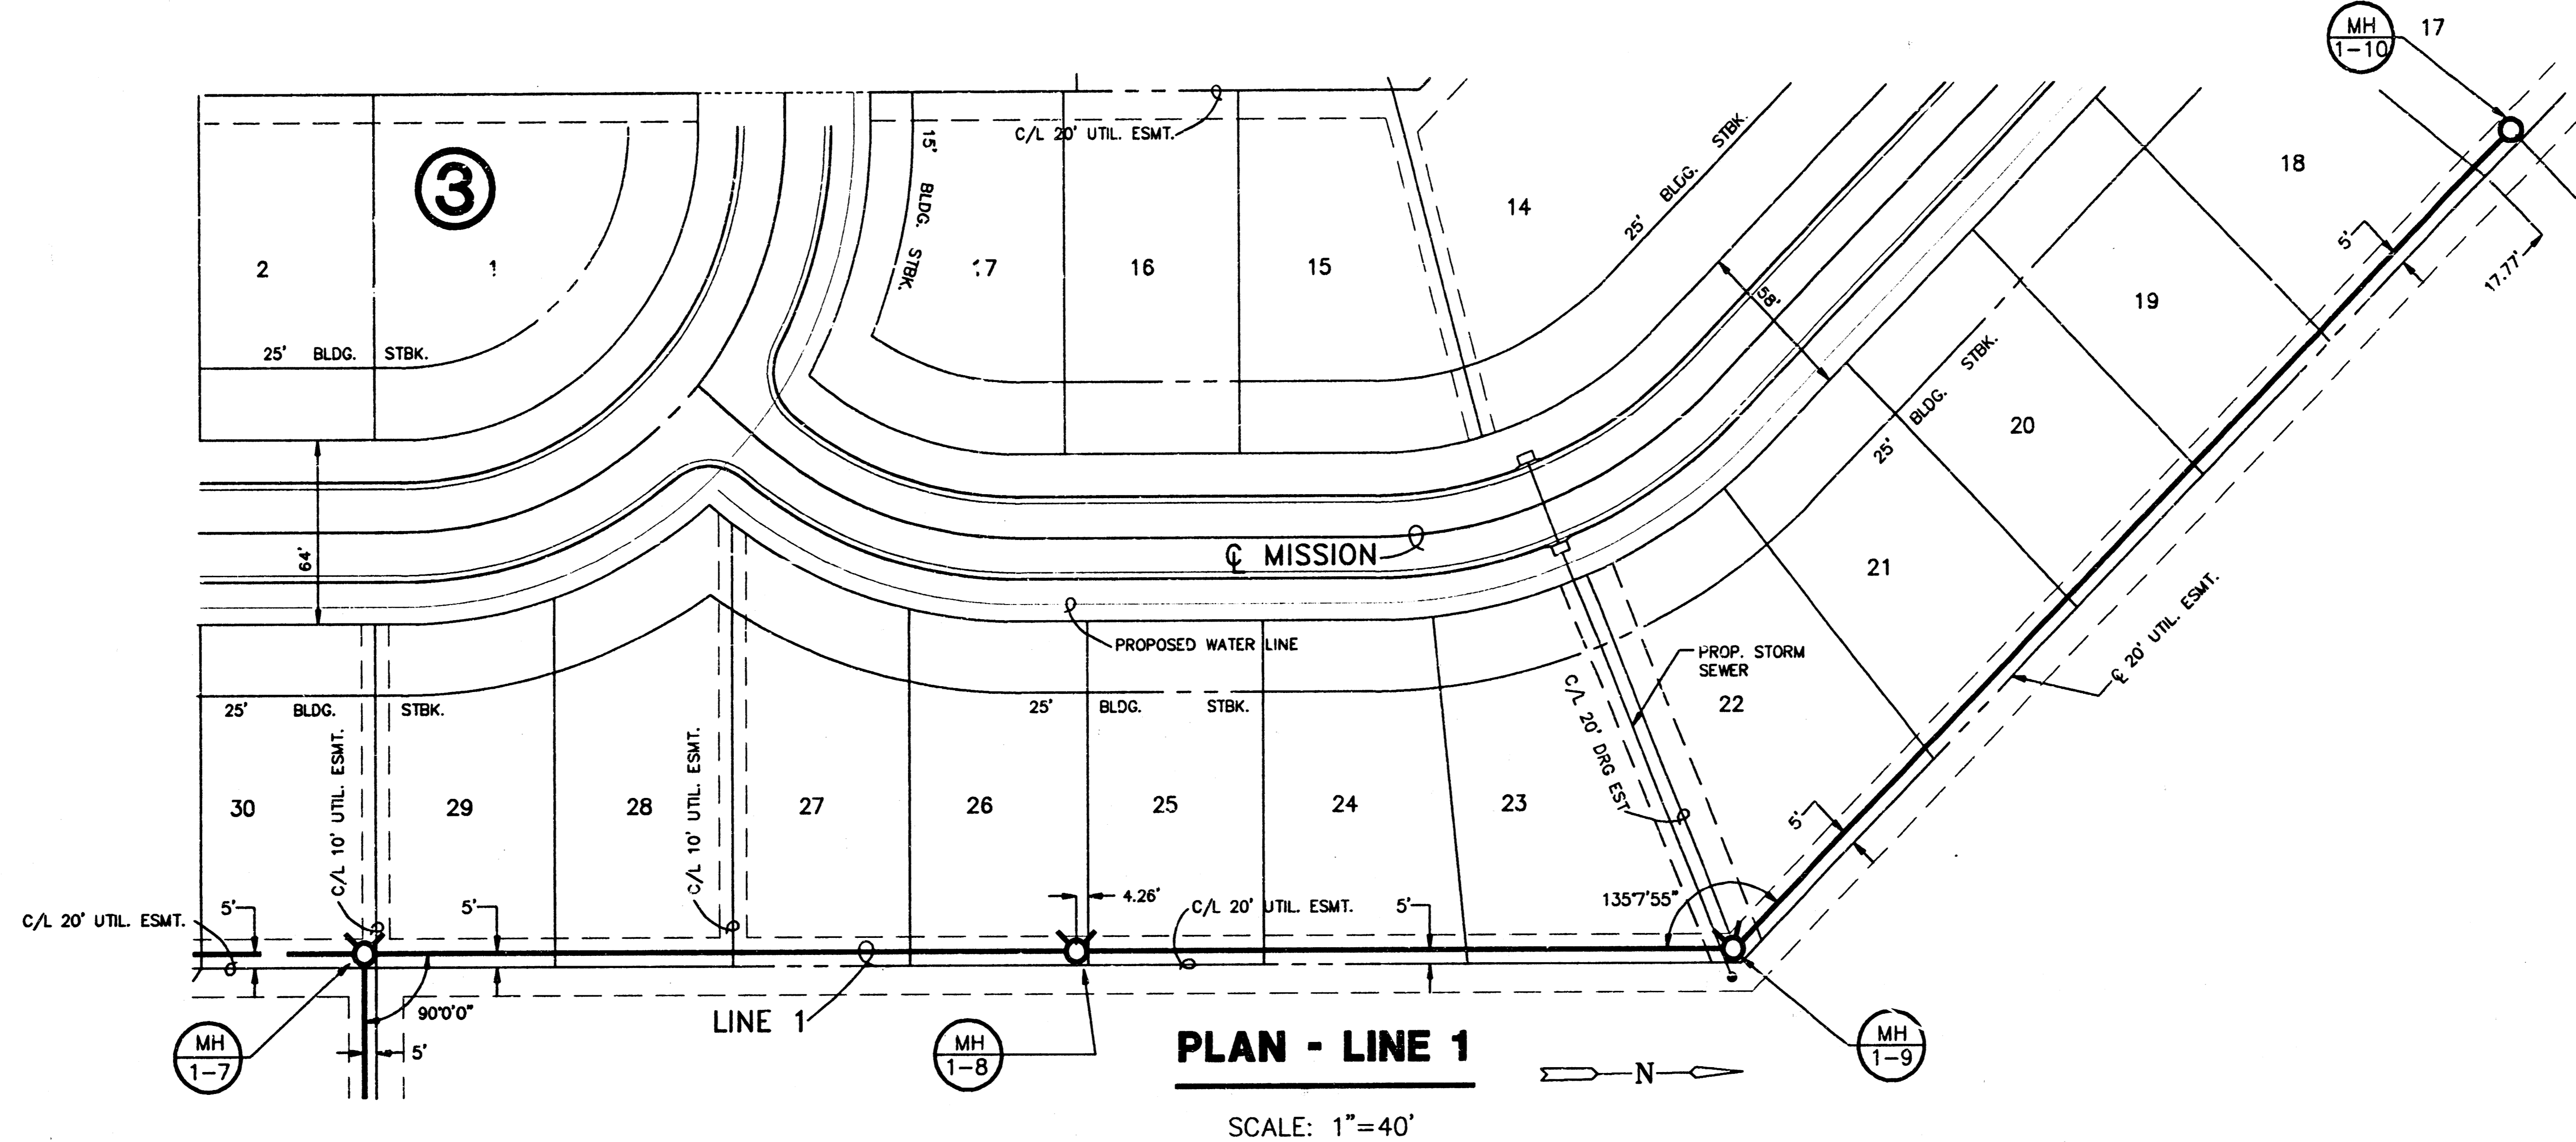 MH
1-10
17
C/L 20' UTIL. ESMT.
15' BLDG. STBK.
25' BLDG. STBK.
3
2
1
17
16
15
14
18
5'
17.77'
58'
19
25' BLDG. STBK.
25' BLDG. STBK.
20
64'
℄ MISSION
21
℄ 20' UTIL. ESMT.
PROPOSED WATER LINE
PROP. STORM
SEWER
22
C/L 20' DRG EST
25' BLDG. STBK.
25' BLDG. STBK.
C/L 10' UTIL. ESMT.
C/L 10' UTIL. ESMT.
30
29
28
27
26
25
24
23
5'
135°7'55"
4.26'
C/L 20' UTIL. ESMT.
5'
5'
C/L 20' UTIL. ESMT.
5'
90°0'0"
LINE 1
5'
MH
1-7
MH
1-8
PLAN - LINE 1
MH
1-9
N
SCALE: 1"=40'